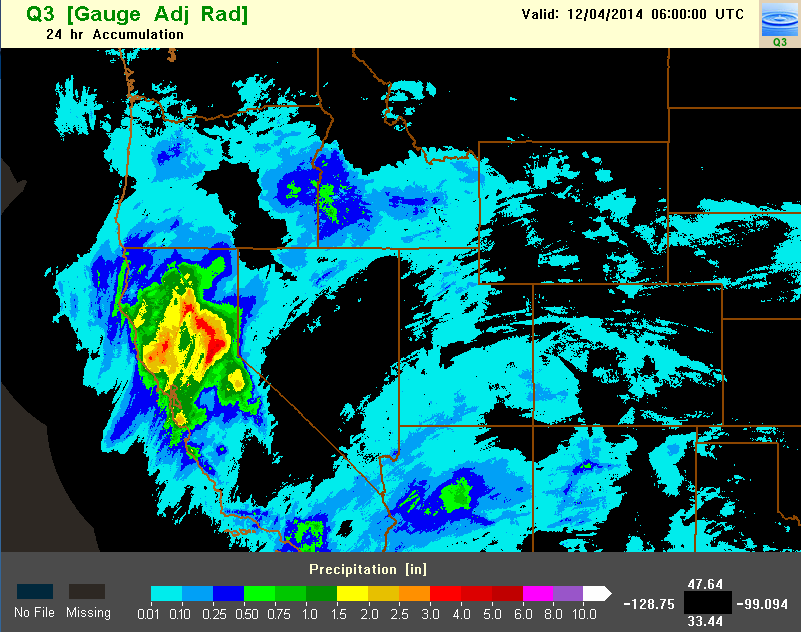 Q3 [Gauge Adj Rad]
24 hr Accumulation
Valid: 12/04/2014 06:00:00 UTC
Q3
Precipitation [in]
No File Missing
0.01 0.10 0.25 0.50 0.75 1.0 1.5 2.0 2.5 3.0 4.0 5.0 6.0 8.0 10.0
47.64
-128.75 -99.094
33.44